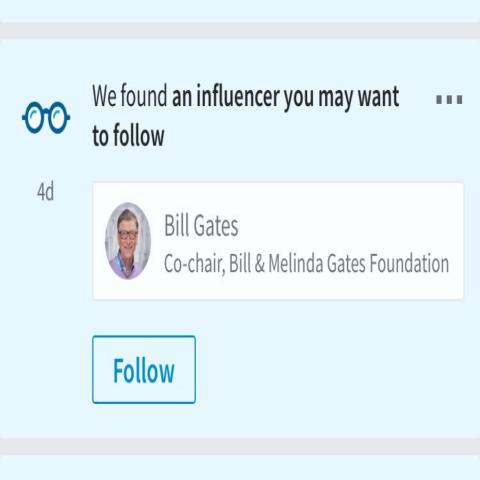 We found an influencer you may want
to follow
4d
Bill Gates
Co-chair, Bill & Melinda Gates Foundation
Follow